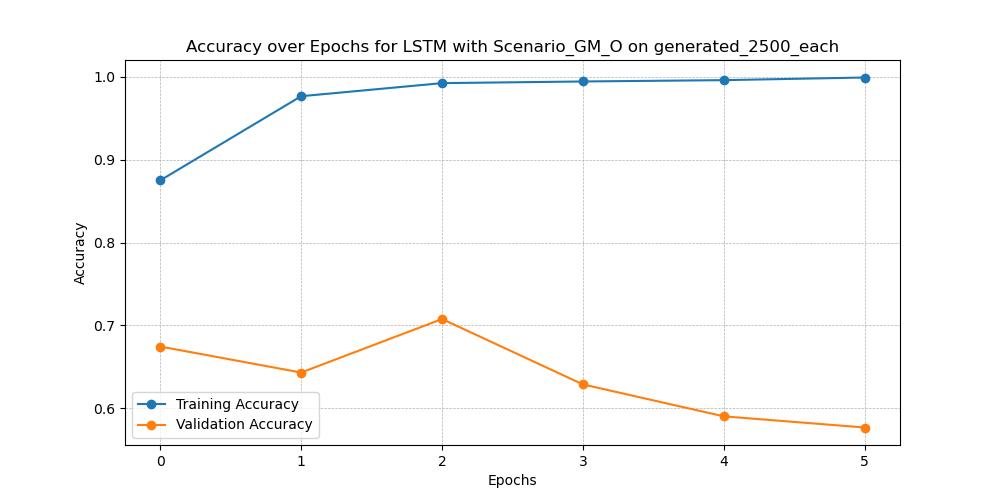 Accuracy over Epochs for LSTM with Scenario_GM_O on generated_2500_each
1.0
0.9
0.8
0.7
0.6
Accuracy
Training Accuracy
Validation Accuracy
0 1 2 3 4 5
Epochs